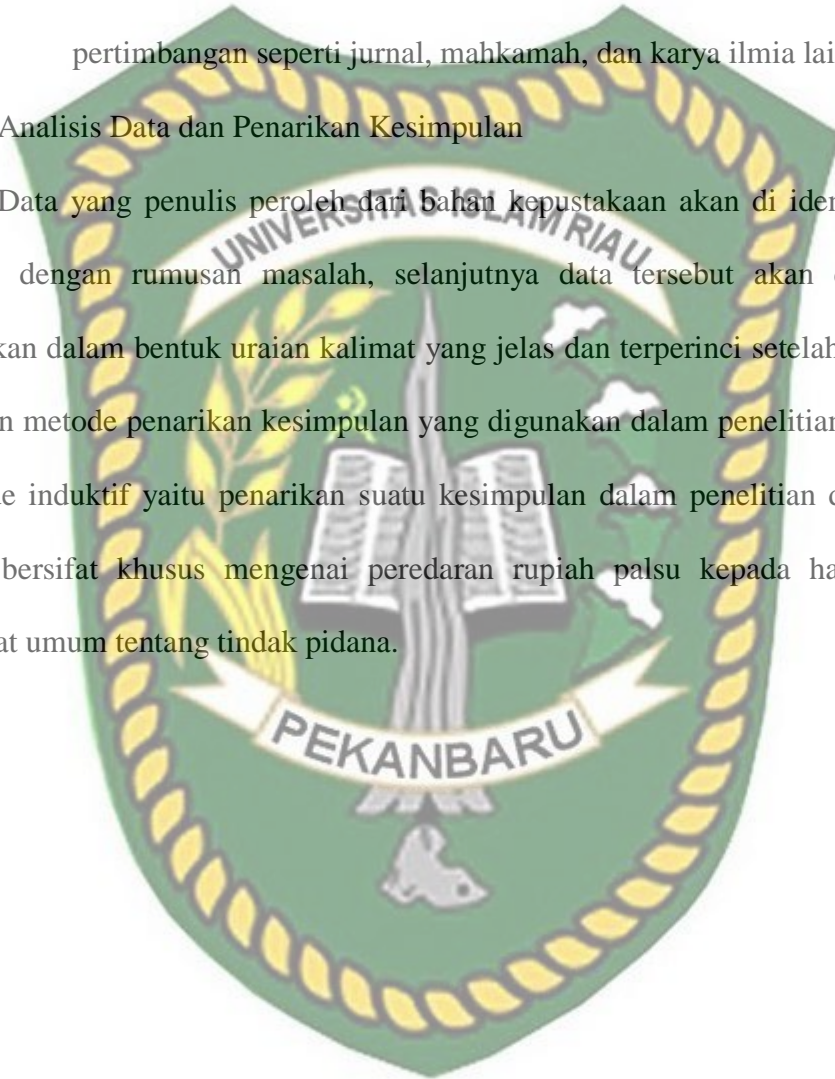 pertimbangan seperti jurnal, mahkamah, dan karya ilmia lai
Analisis Data dan Penarikan Kesimpulan
Data yang penulis peroleh dari bahan kepustakaan akan di iden
UNIVERSITAS ISLAM RIAU
dengan rumusan masalah, selanjutnya data tersebut akan
kan dalam bentuk uraian kalimat yang jelas dan terperinci setelah
n metode penarikan kesimpulan yang digunakan dalam penelitian
e induktif yaitu penarikan suatu kesimpulan dalam penelitian d
bersifat khusus mengenai peredaran rupiah palsu kepada ha
at umum tentang tindak pidana.
PEKANBARU